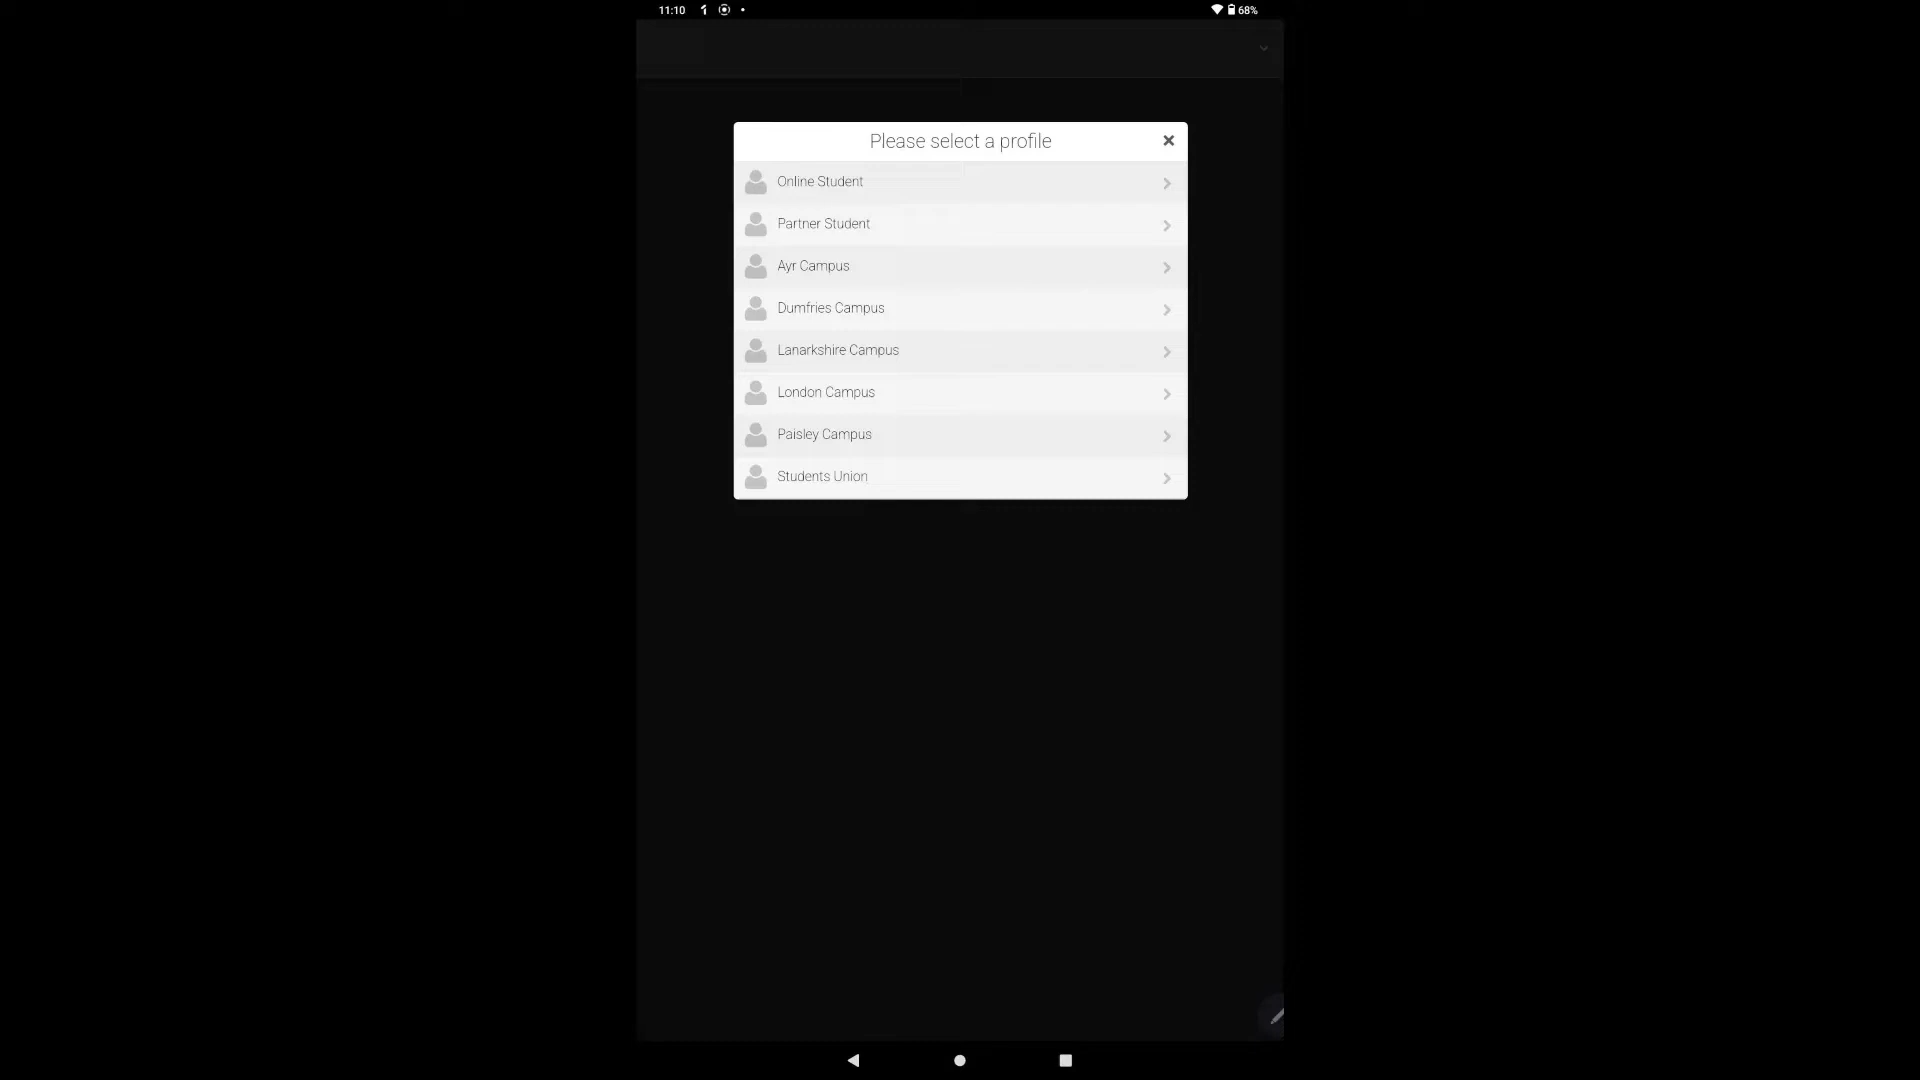 11:10
68%
Please select a profile
Online Student
Partner Student
Ayr Campus
Dumfries Campus
Lanarkshire Campus
London Campus
Paisley Campus
Students Union